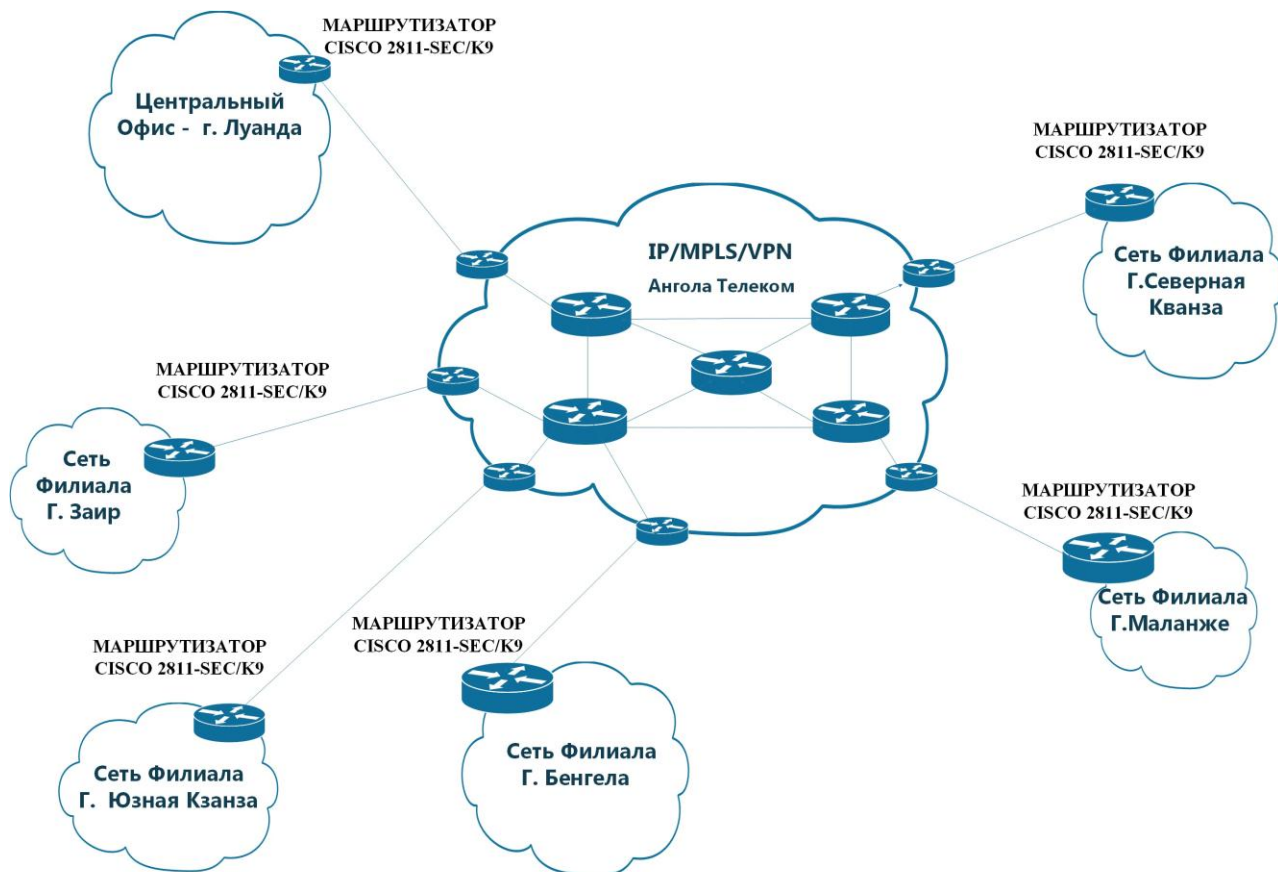 МАРШРУТИЗАТОР
CISCO 2811-SEC/K9
Центральный
Офис - г. Луанда
МАРШРУТИЗАТОР
CISCO 2811-SEC/K9
Сеть Филиала
Г.Северная
Кванза
IP/MPLS/VPN
Ангола Телеком
МАРШРУТИЗАТОР
CISCO 2811-SEC/K9
Сеть
Филиала
Г. Заир
МАРШРУТИЗАТОР
CISCO 2811-SEC/K9
Сеть Филиала
Г.Маланже
МАРШРУТИЗАТОР
CISCO 2811-SEC/K9
Сеть Филиала
Г. Юзная Кзанза
МАРШРУТИЗАТОР
CISCO 2811-SEC/K9
Сеть Филиала
Г. Бенгела